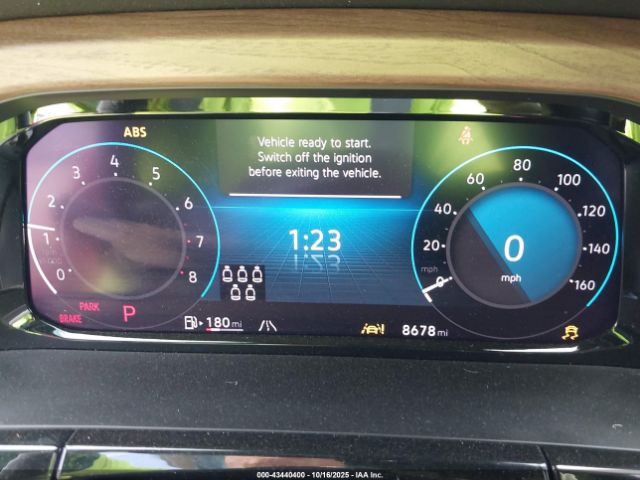 ABS
Vehicle ready to start.
Switch off the ignition
before exiting the vehicle.
1:23
0 1 2 3 4 5 6 7 8
0 20 40 60 80 100 120 140 160
mph
0
mph
PARK
BRAKE
P
180 mi
8678 mi
000-43440400 - 10/16/2025 - IAA Inc.